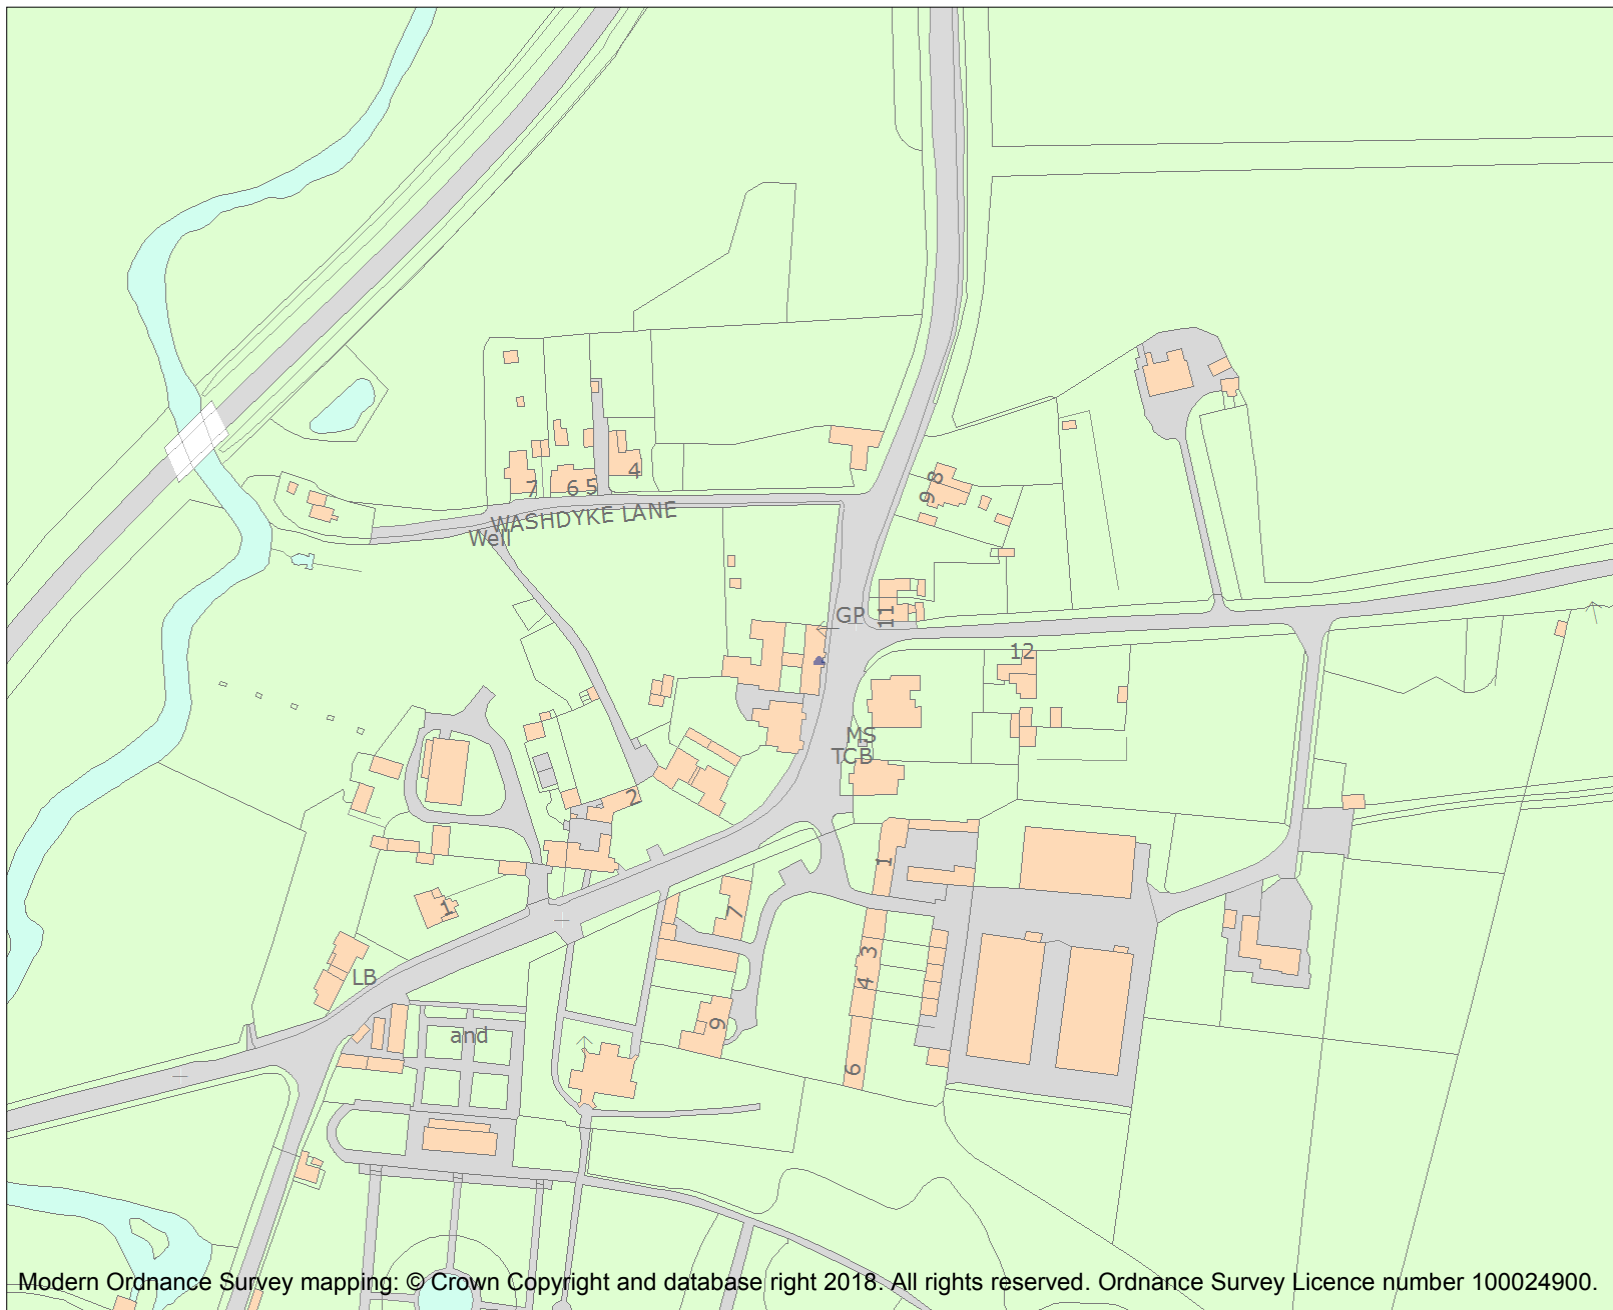 4
7
6 5
8
9
WASHDYKE LANE
Well
GP
11
12
MS
TCB
2
1
1
7
3
4
LB
and
9
6
Modern Ordnance Survey mapping: © Crown Copyright and database right 2018. All rights reserved. Ordnance Survey Licence number 100024900.